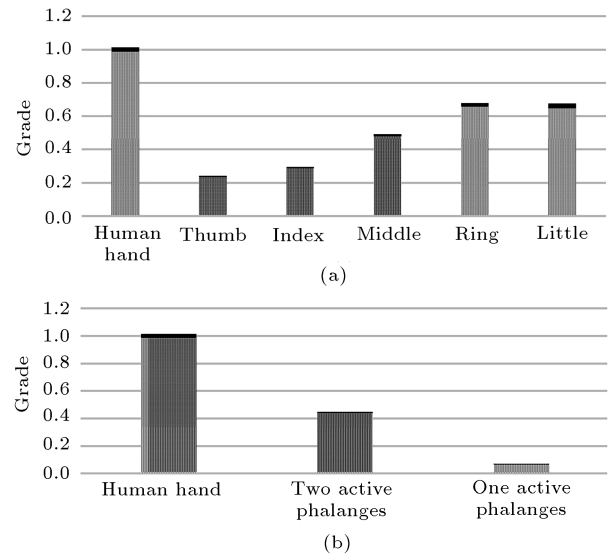 1.2
1.0
0.8
0.6
0.4
0.2
0.0
Grade
Human hand Thumb Index Middle Ring Little
(a)
1.2
1.0
0.8
0.6
0.4
0.2
0.0
Grade
Human hand Two active phalanges One active phalanges
(b)